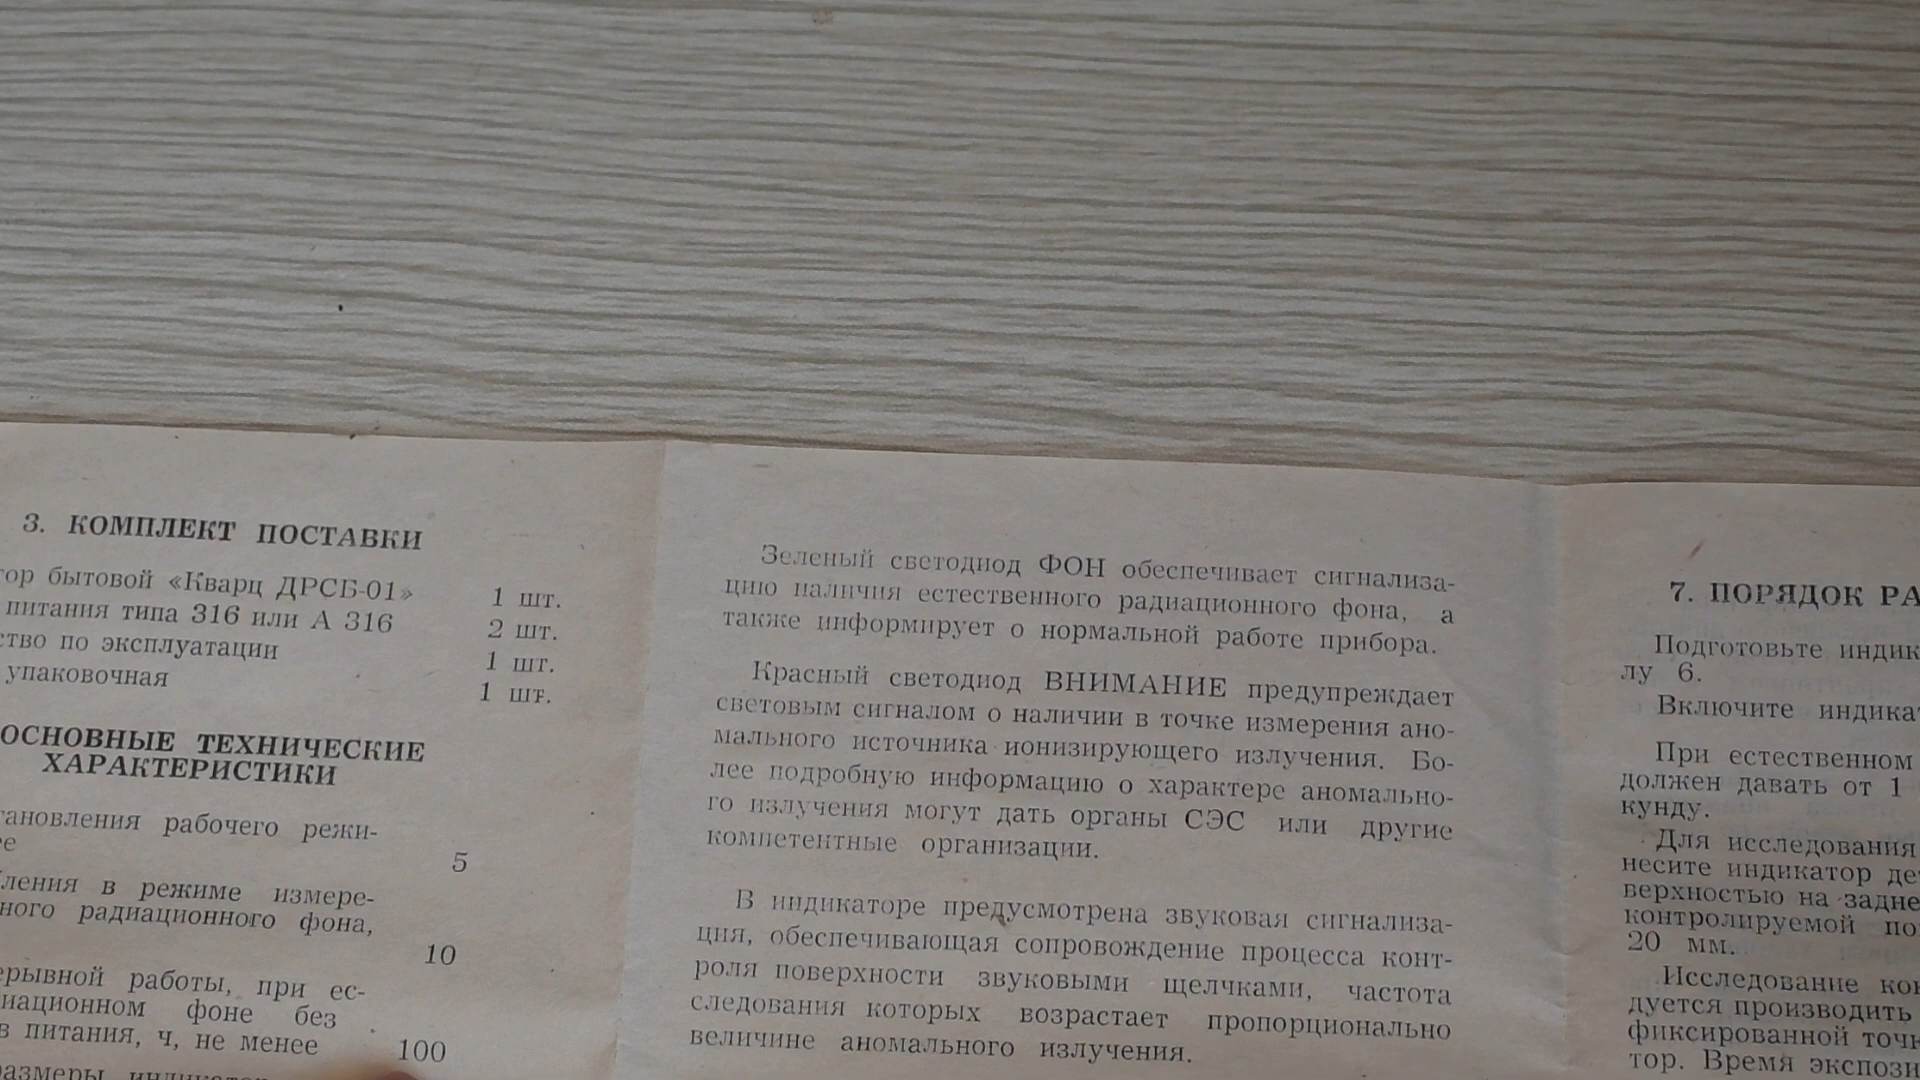 3. КОМПЛЕКТ ПОСТАВКИ
тор бытовой «Кварц ДРСБ-01» 1 шт.
питания типа 316 или А 316 2 шт.
ство по эксплуатации 1 шт.
упаковочная 1 шт.
ОСНОВНЫЕ ТЕХНИЧЕСКИЕ
ХАРАКТЕРИСТИКИ
тановления рабочего режи-
ее 5
ления в режиме измере-
ного радиационного фона,
10
ерывной работы, при ес-
иационном фоне без
в питания, ч, не менее 100
размеры
Зеленый светодиод ФОН обеспечивает сигнализа-
цию наличия естественного радиационного фона, а
также информирует о нормальной работе прибора.
Красный светодиод ВНИМАНИЕ предупреждает
световым сигналом о наличии в точке измерения ано-
мального источника ионизирующего излучения. Бо-
лее подробную информацию о характере аномально-
го излучения могут дать органы СЭС или другие
компетентные организации.
В индикаторе предусмотрена звуковая сигнализа-
ция, обеспечивающая сопровождение процесса конт-
роля поверхности звуковыми щелчками, частота
следования которых возрастает пропорционально
величине аномального излучения.
7. ПОРЯДОК РА
Подготовьте индик
лу 6.
Включите индикат
При естественном
должен давать от 1
кунду.
Для исследования
несите индикатор де
верхностью на задне
контролируемой по
20 мм.
Исследование кон
дуется производить
фиксированной точк
тор. Время экспози